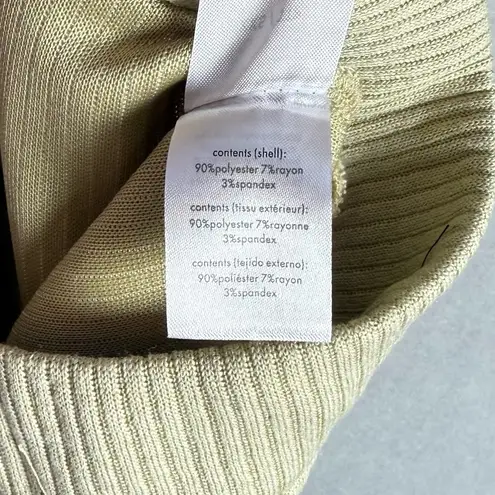 contents (shell):
90%polyester 7%rayon
3%spandex
contents (tissu extérieur):
90%polyester 7%rayonne
3%spandex
contents (tejido externo):
90%poliéster 7%rayon
3%spandex